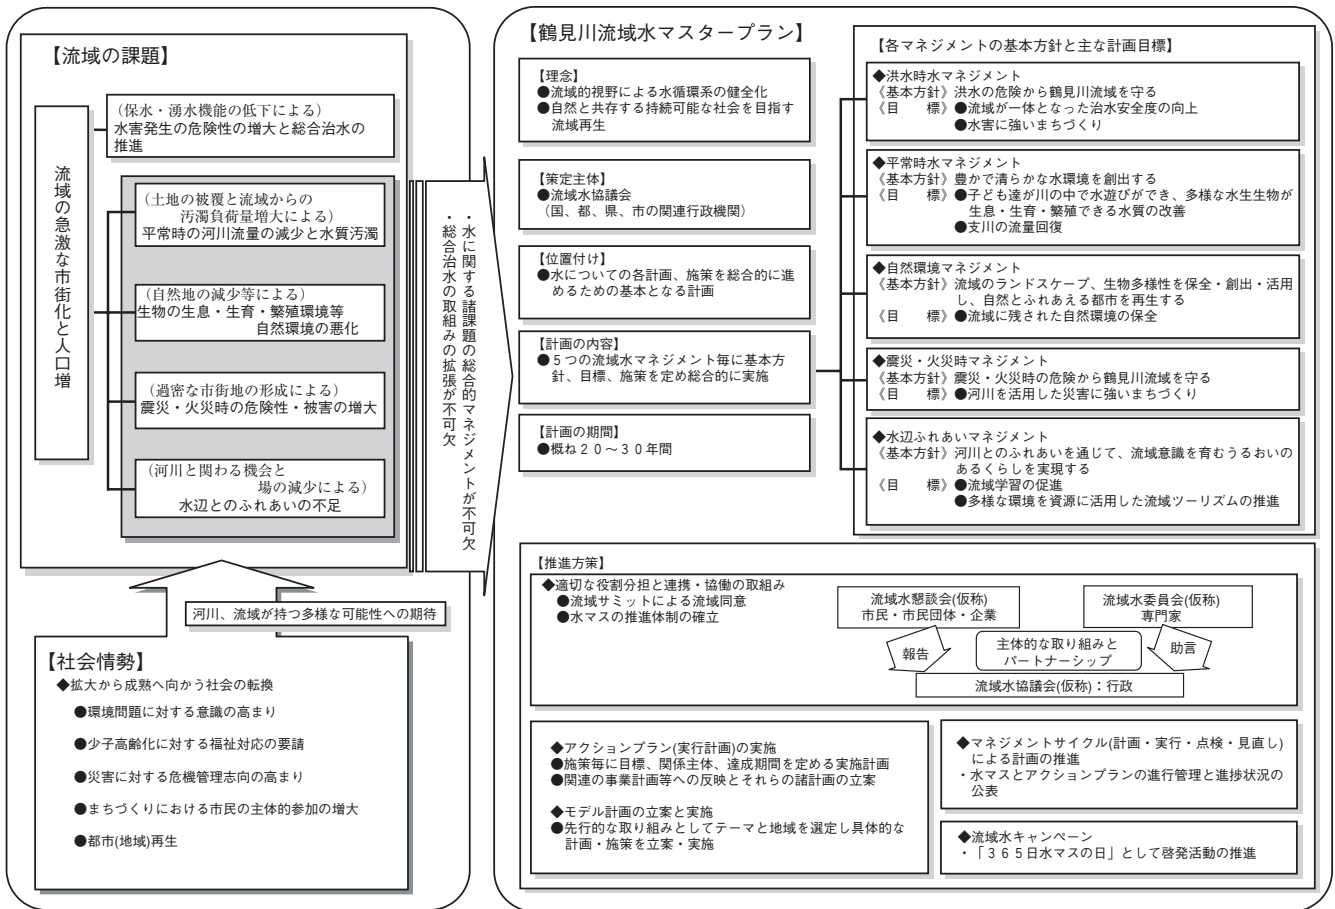 【流域の課題】
流域の急激な市街化と人口増
（保水・湧水機能の低下による）
水害発生の危険性の増大と総合治水の
推進
（土地の被覆と流域からの
汚濁負荷量増大による）
平常時の河川流量の減少と水質汚濁
（自然地の減少等による）
生物の生息・生育・繁殖環境等
自然環境の悪化
（過密な市街地の形成による）
震災・火災時の危険性・被害の増大
（河川と関わる機会と
場の減少による）
水辺とのふれあいの不足
河川、流域が持つ多様な可能性への期待
【社会情勢】
◆拡大から成熟へ向かう社会の転換
●環境問題に対する意識の高まり
●少子高齢化に対する福祉対応の要請
●災害に対する危機管理志向の高まり
●まちづくりにおける市民の主体的参加の増大
●都市(地域)再生
・水に関する諸課題の総合的マネジメントが不可欠
・総合治水の取組みの拡張が不可欠
【鶴見川流域水マスタープラン】
【理念】
●流域的視野による水循環系の健全化
●自然と共存する持続可能な社会を目指す
流域再生
【策定主体】
●流域水協議会
（国、都、県、市の関連行政機関）
【位置付け】
●水についての各計画、施策を総合的に進
めるための基本となる計画
【計画の内容】
●５つの流域水マネジメント毎に基本方
針、目標、施策を定め総合的に実施
【計画の期間】
●概ね２０～３０年間
【各マネジメントの基本方針と主な計画目標】
◆洪水時水マネジメント
《基本方針》洪水の危険から鶴見川流域を守る
《目　　標》●流域が一体となった治水安全度の向上
●水害に強いまちづくり
◆平常時水マネジメント
《基本方針》豊かで清らかな水環境を創出する
《目　　標》●子ども達が川の中で水遊びができ、多様な水生生物が
生息・生育・繁殖できる水質の改善
●支川の流量回復
◆自然環境マネジメント
《基本方針》流域のランドスケープ、生物多様性を保全・創出・活用
し、自然とふれあえる都市を再生する
《目　　標》●流域に残された自然環境の保全
◆震災・火災時マネジメント
《基本方針》震災・火災時の危険から鶴見川流域を守る
《目　　標》●河川を活用した災害に強いまちづくり
◆水辺ふれあいマネジメント
《基本方針》河川とのふれあいを通じて、流域意識を育むうるおいの
あるくらしを実現する
《目　　標》●流域学習の促進
●多様な環境を資源に活用した流域ツーリズムの推進
【推進方策】
◆適切な役割分担と連携・協働の取組み
●流域サミットによる流域同意
●水マスの推進体制の確立
流域水懇談会(仮称)
市民・市民団体・企業
流域水委員会(仮称)
専門家
報告
主体的な取り組みと
パートナーシップ
助言
流域水協議会(仮称)：行政
◆アクションプラン(実行計画)の実施
●施策毎に目標、関係主体、達成期間を定める実施計画
●関連の事業計画等への反映とそれらの諸計画の立案
◆モデル計画の立案と実施
●先行的な取り組みとしてテーマと地域を選定し具体的な
計画・施策を立案・実施
◆マネジメントサイクル(計画・実行・点検・見直し)
による計画の推進
・水マスとアクションプランの進行管理と進捗状況の
公表
◆流域水キャンペーン
・「３６５日水マスの日」として啓発活動の推進